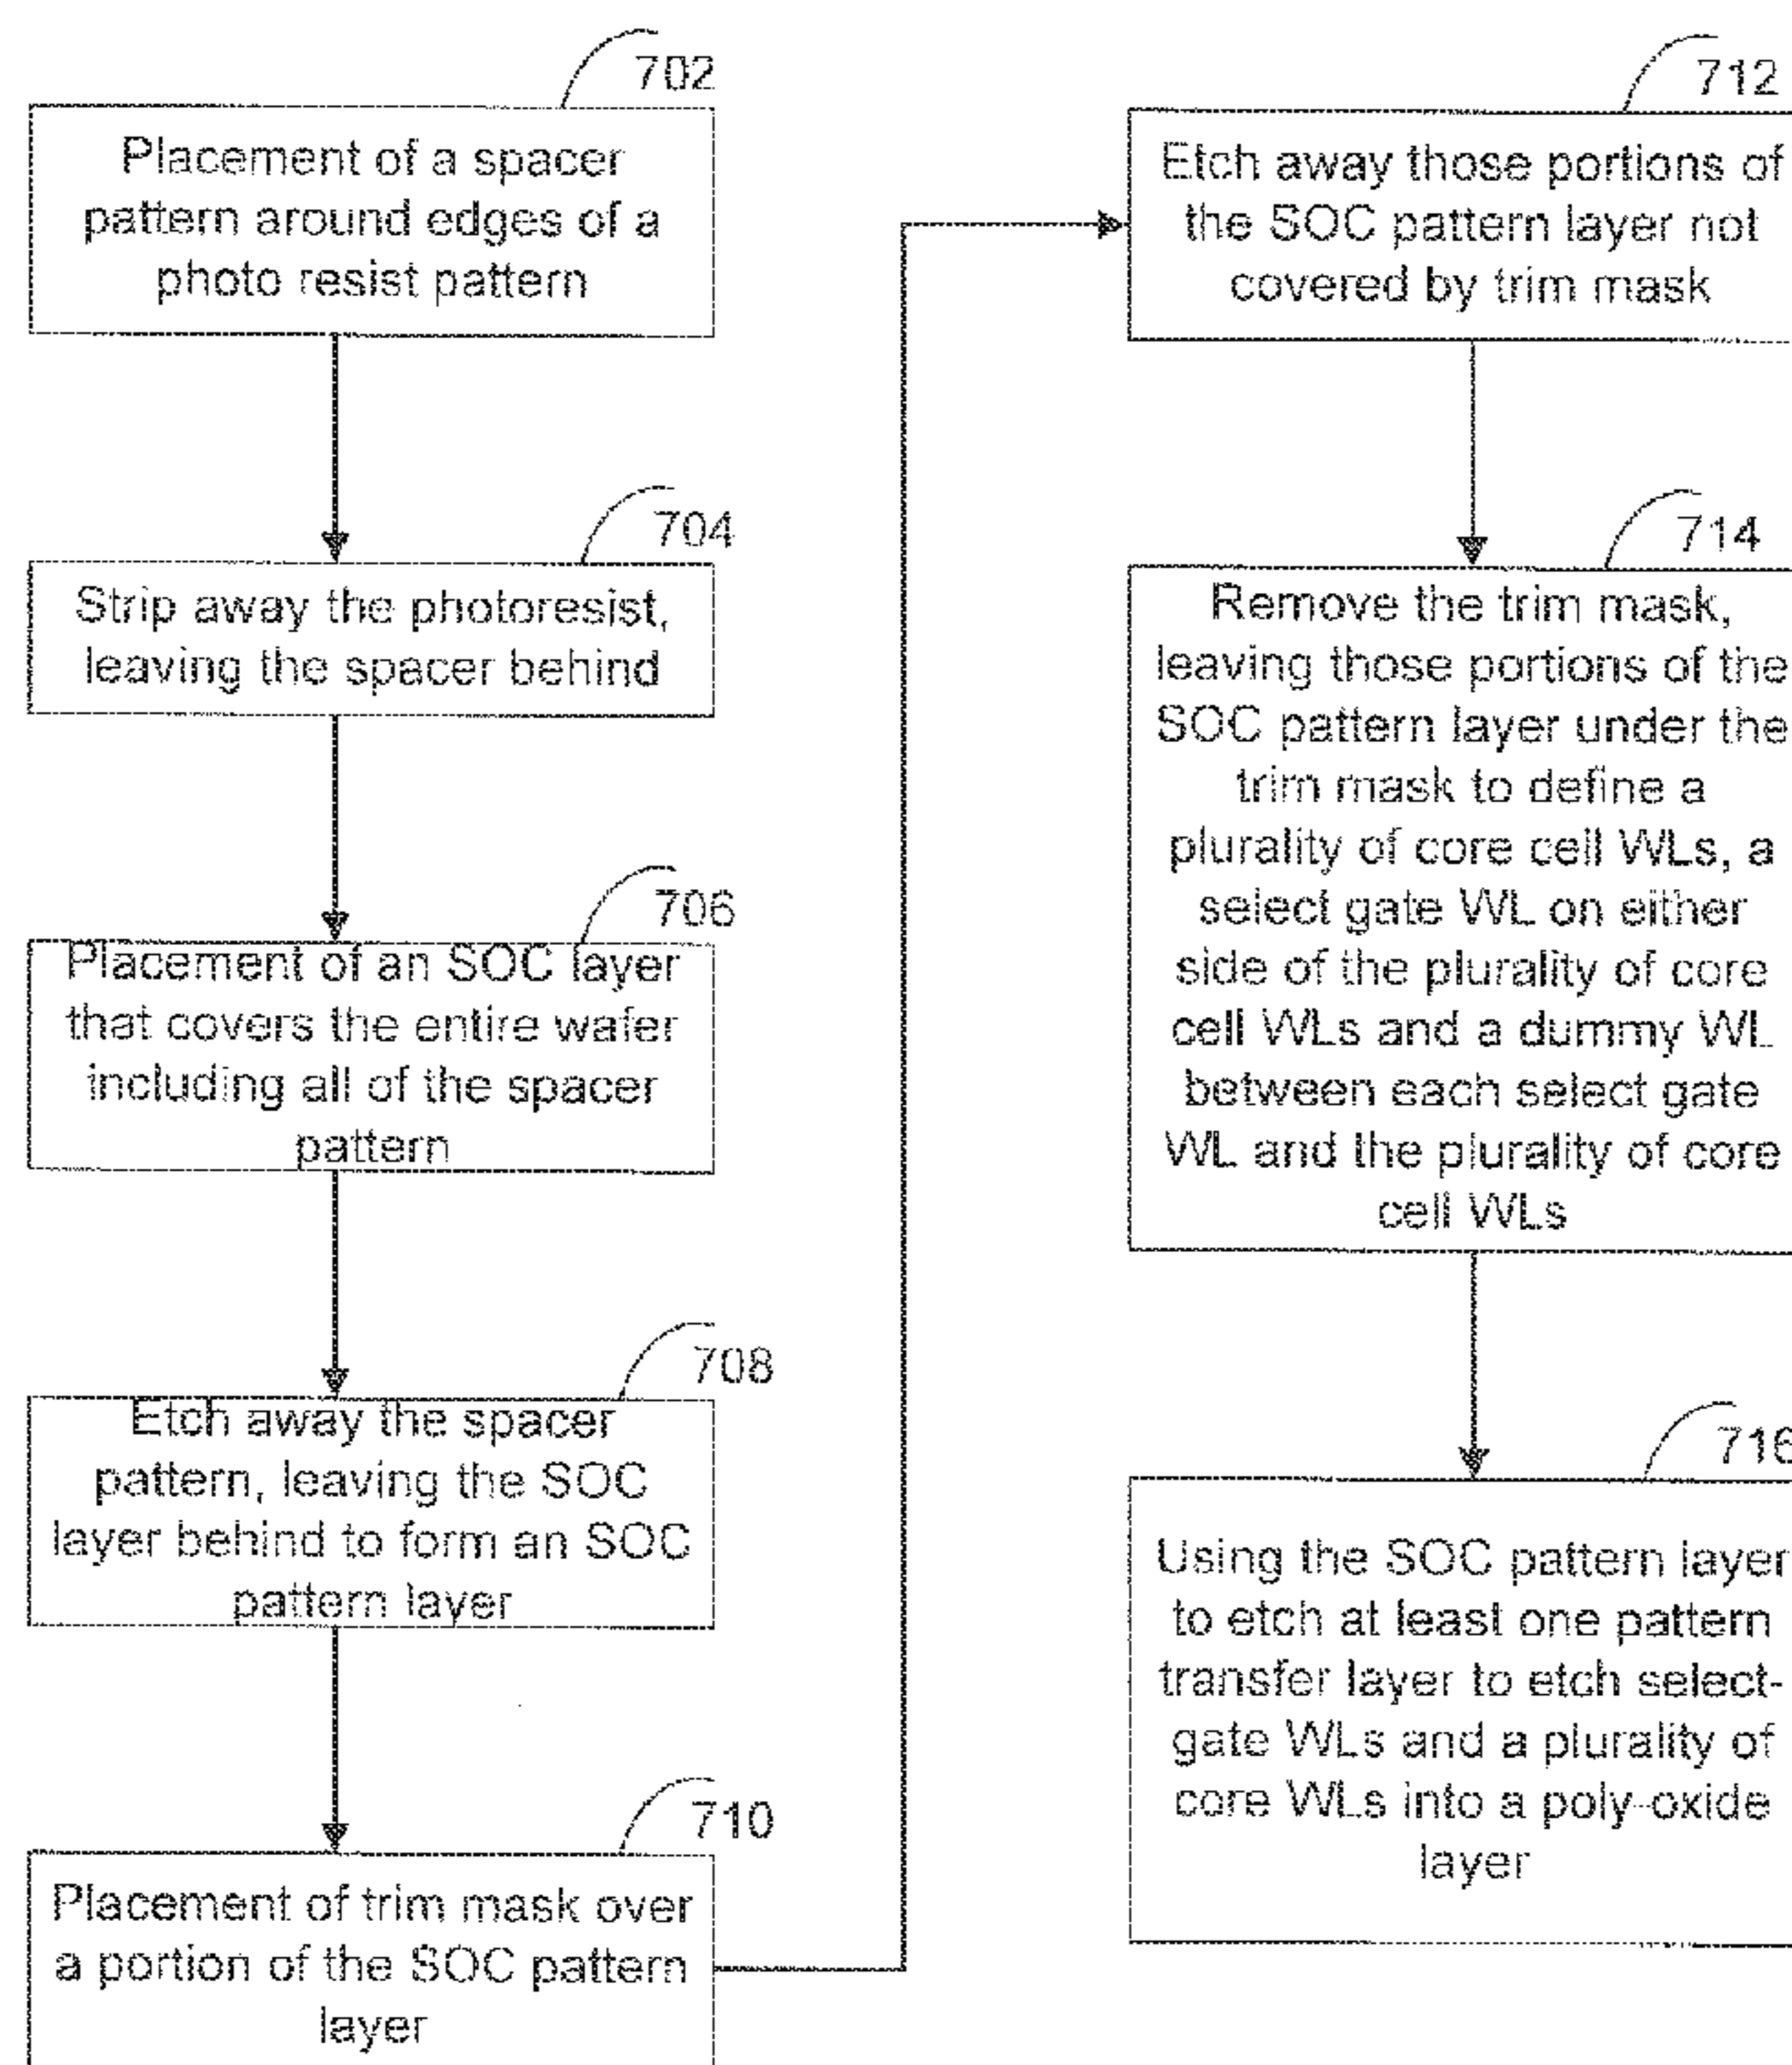 702
Placement of a spacer
pattern around edges of a
photo resist pattern
704
Strip away the photoresist,
leaving the spacer behind
706
Placement of an SOC layer
that covers the entire wafer
including all of the spacer
pattern
708
Etch away the spacer
pattern, leaving the SOC
layer behind to form an SOC
pattern layer
710
Placement of trim mask over
a portion of the SOC pattern
layer
712
Etch away those portions of
the SOC pattern layer not
covered by trim mask
714
Remove the trim mask,
leaving those portions of the
SOC pattern layer under the
trim mask to define a
plurality of core cell WLs, a
select gate WL on either
side of the plurality of core
cell WLs and a dummy WL
between each select gate
WL and the plurality of core
cell WLs
716
Using the SOC pattern layer
to etch at least one pattern
transfer layer to etch select-
gate WLs and a plurality of
core WLs into a poly-oxide
layer